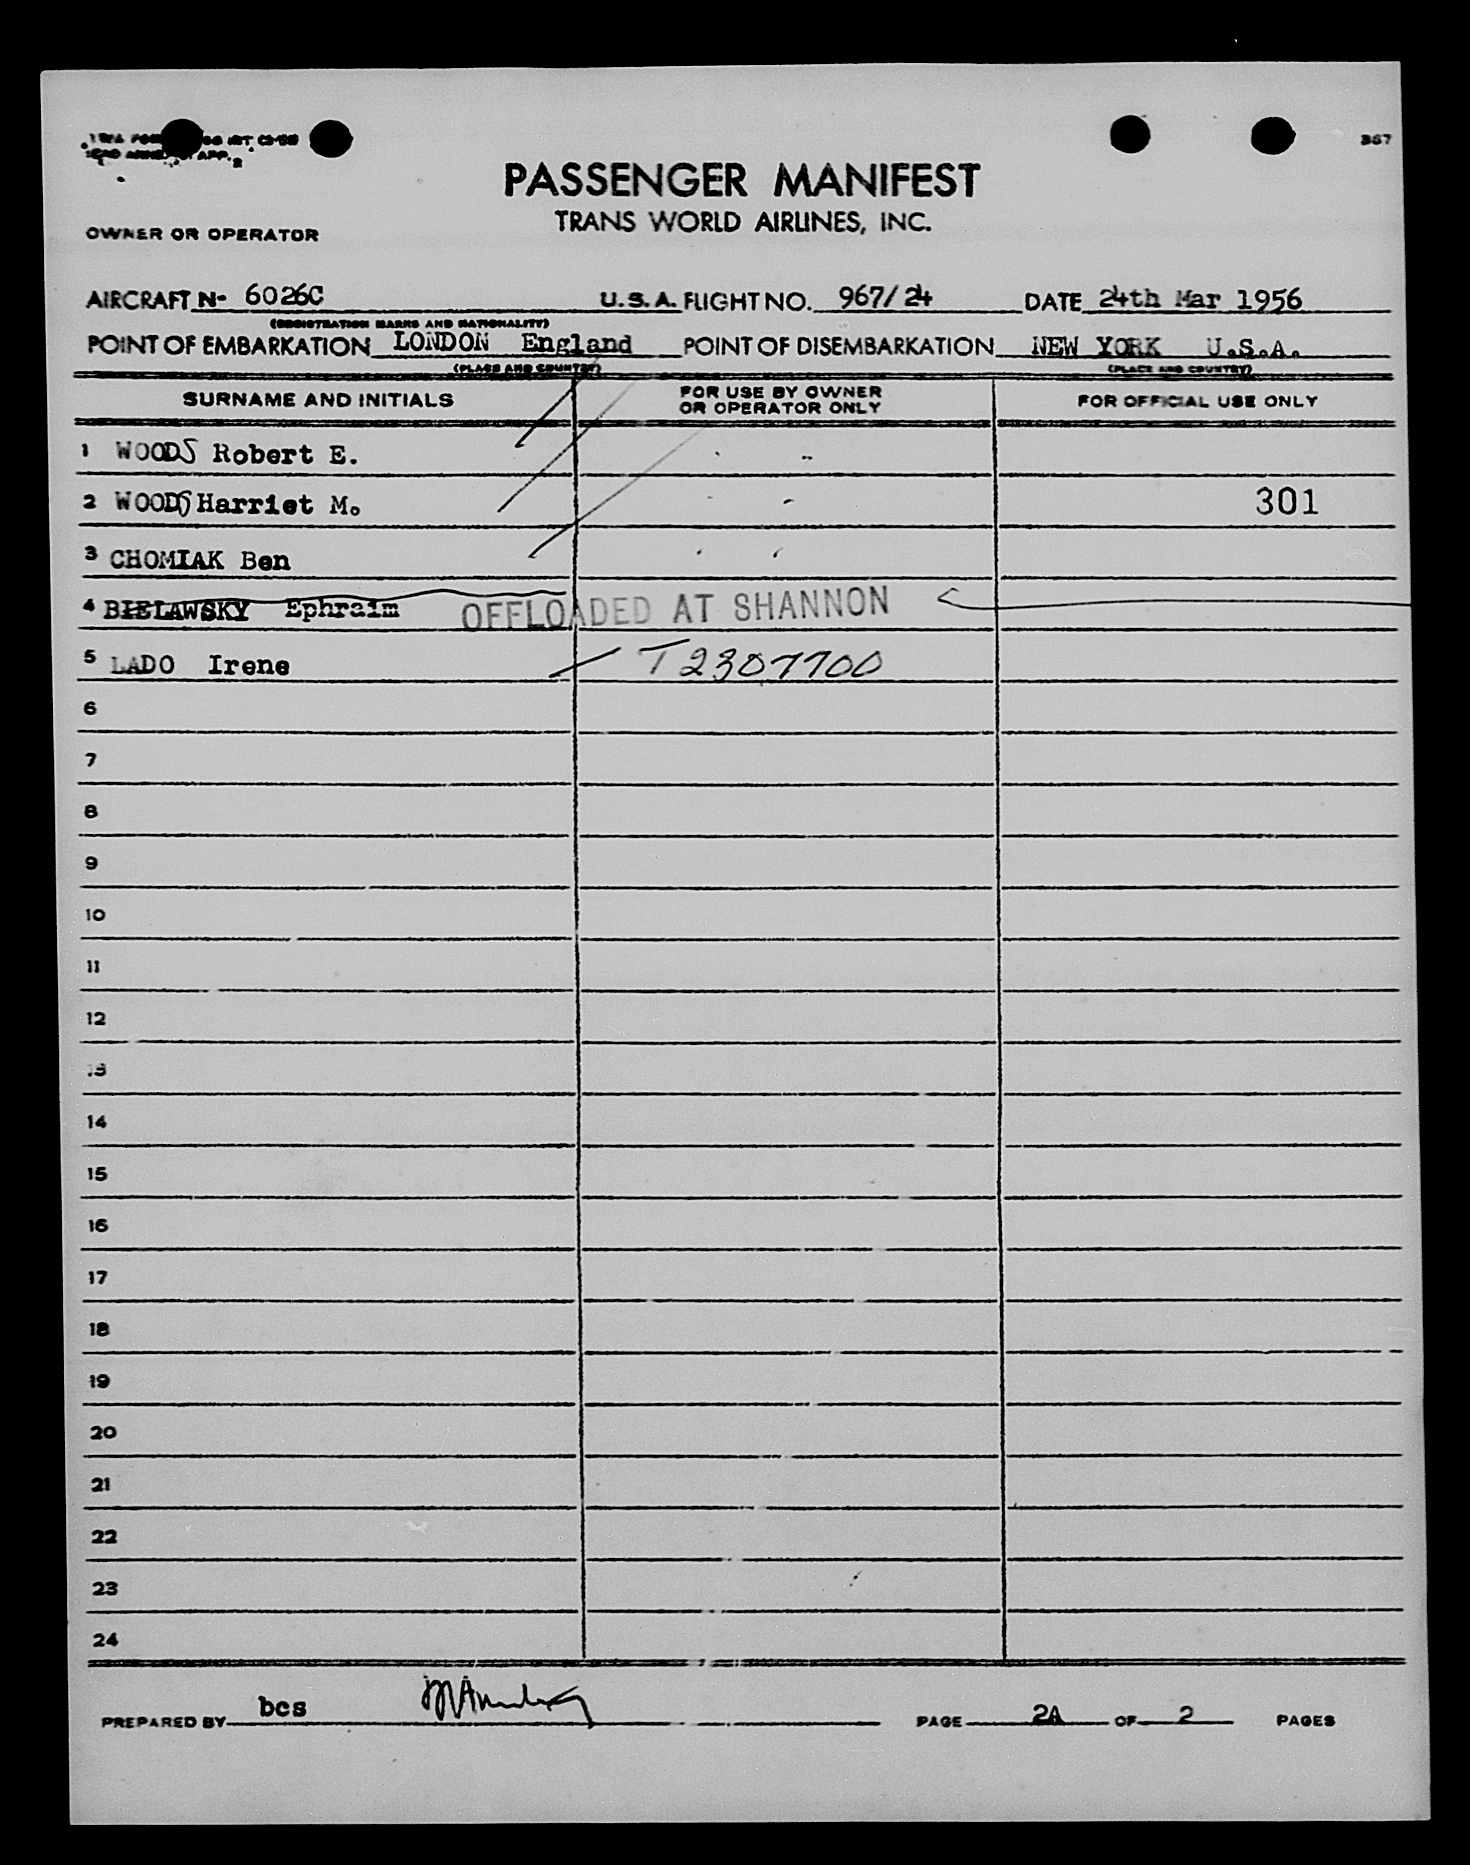 367
PASSENGER MANIFEST
TRANS WORLD AIRLINES, INC.
OWNER OR OPERATOR
AIRCRAFT N- 6026C U.S.A. FLIGHT NO. 967/24 DATE 24th Mar 1956
(REGISTRATION MARKS AND NATIONALITY)
POINT OF EMBARKATION LONDON England POINT OF DISEMBARKATION NEW YORK U.S.A.
(PLACE AND COUNTRY) (PLACE AND COUNTRY)
SURNAME AND INITIALS FOR USE BY OWNER OR OPERATOR ONLY FOR OFFICIAL USE ONLY
1 WOODS Robert E.
2 WOODS Harriet M. 301
3 CHOMIAK Ben
4 BIELAWSKY Ephraim OFFLOADED AT SHANNON
5 LADO Irene T2307700
6
7
8
9
10
11
12
13
14
15
16
17
18
19
20
21
22
23
24
PREPARED BY bcs PAGE 2A OF 2 PAGES